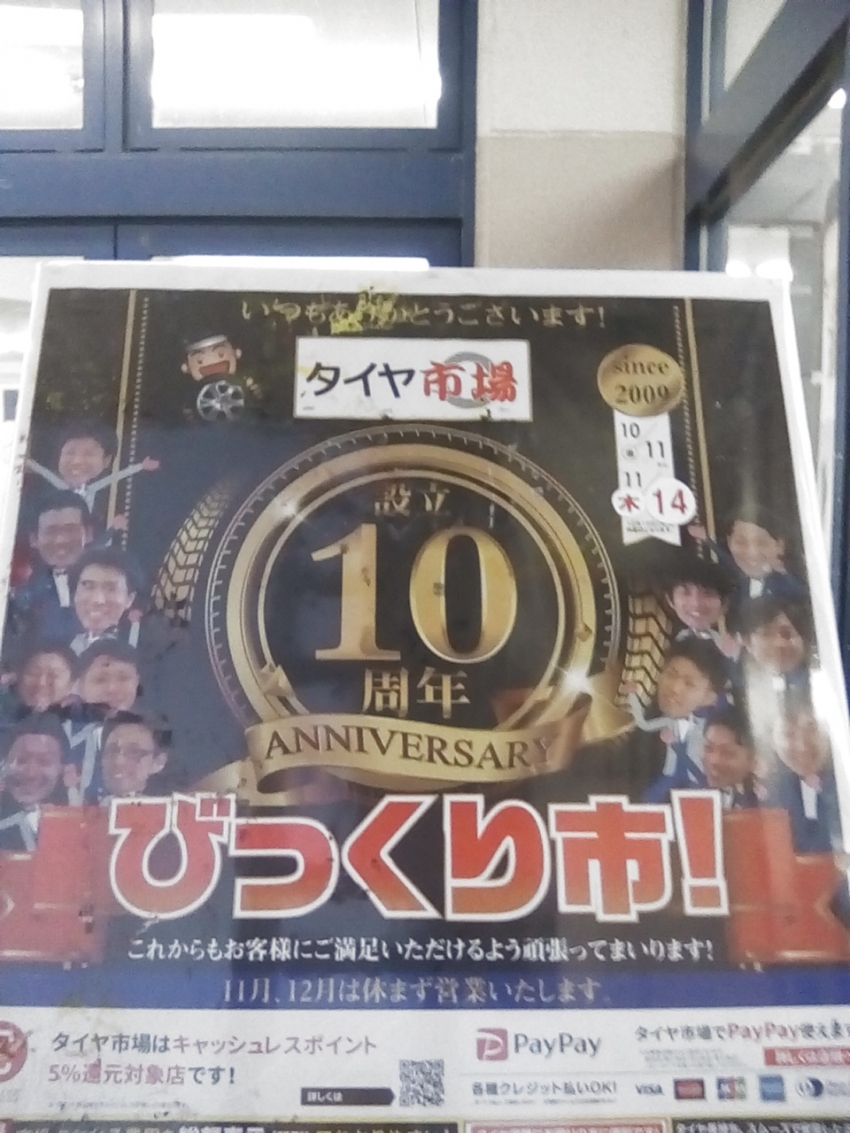 いつもありがとうございます!
タイヤ市場
since
2009
10
11
11
木 14
設立
10
周年
ANNIVERSARY
びっくり市!
これからもお客様にご満足いただけるよう頑張ってまいります!
11月、12月は休まず営業いたします。
タイヤ市場はキャッシュレスポイント
5%還元対象店です!
詳しくは
PayPay
タイヤ市場でPayPay使えます
各種クレジット払いOK!
VISA
JCB